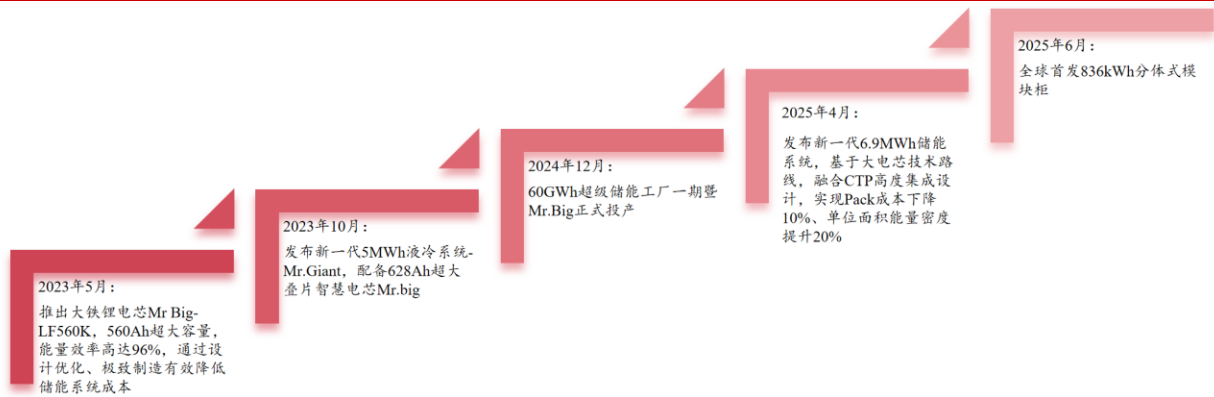 2023年5月：
推出大铁锂电芯Mr Big-
LF560K，560Ah超大容量，
能量效率高达96%，通过设
计优化、极致制造有效降低
储能系统成本
2023年10月：
发布新一代5MWh液冷系统-
Mr.Giant，配备628Ah超大
叠片智慧电芯Mr.big
2024年12月：
60GWh超级储能工厂一期暨
Mr.Big正式投产
2025年4月：
发布新一代6.9MWh储能
系统，基于大电芯技术路
线，融合CTP高度集成设
计，实现Pack成本下降
10%、单位面积能量密度
提升20%
2025年6月：
全球首发836kWh分体式模
块柜